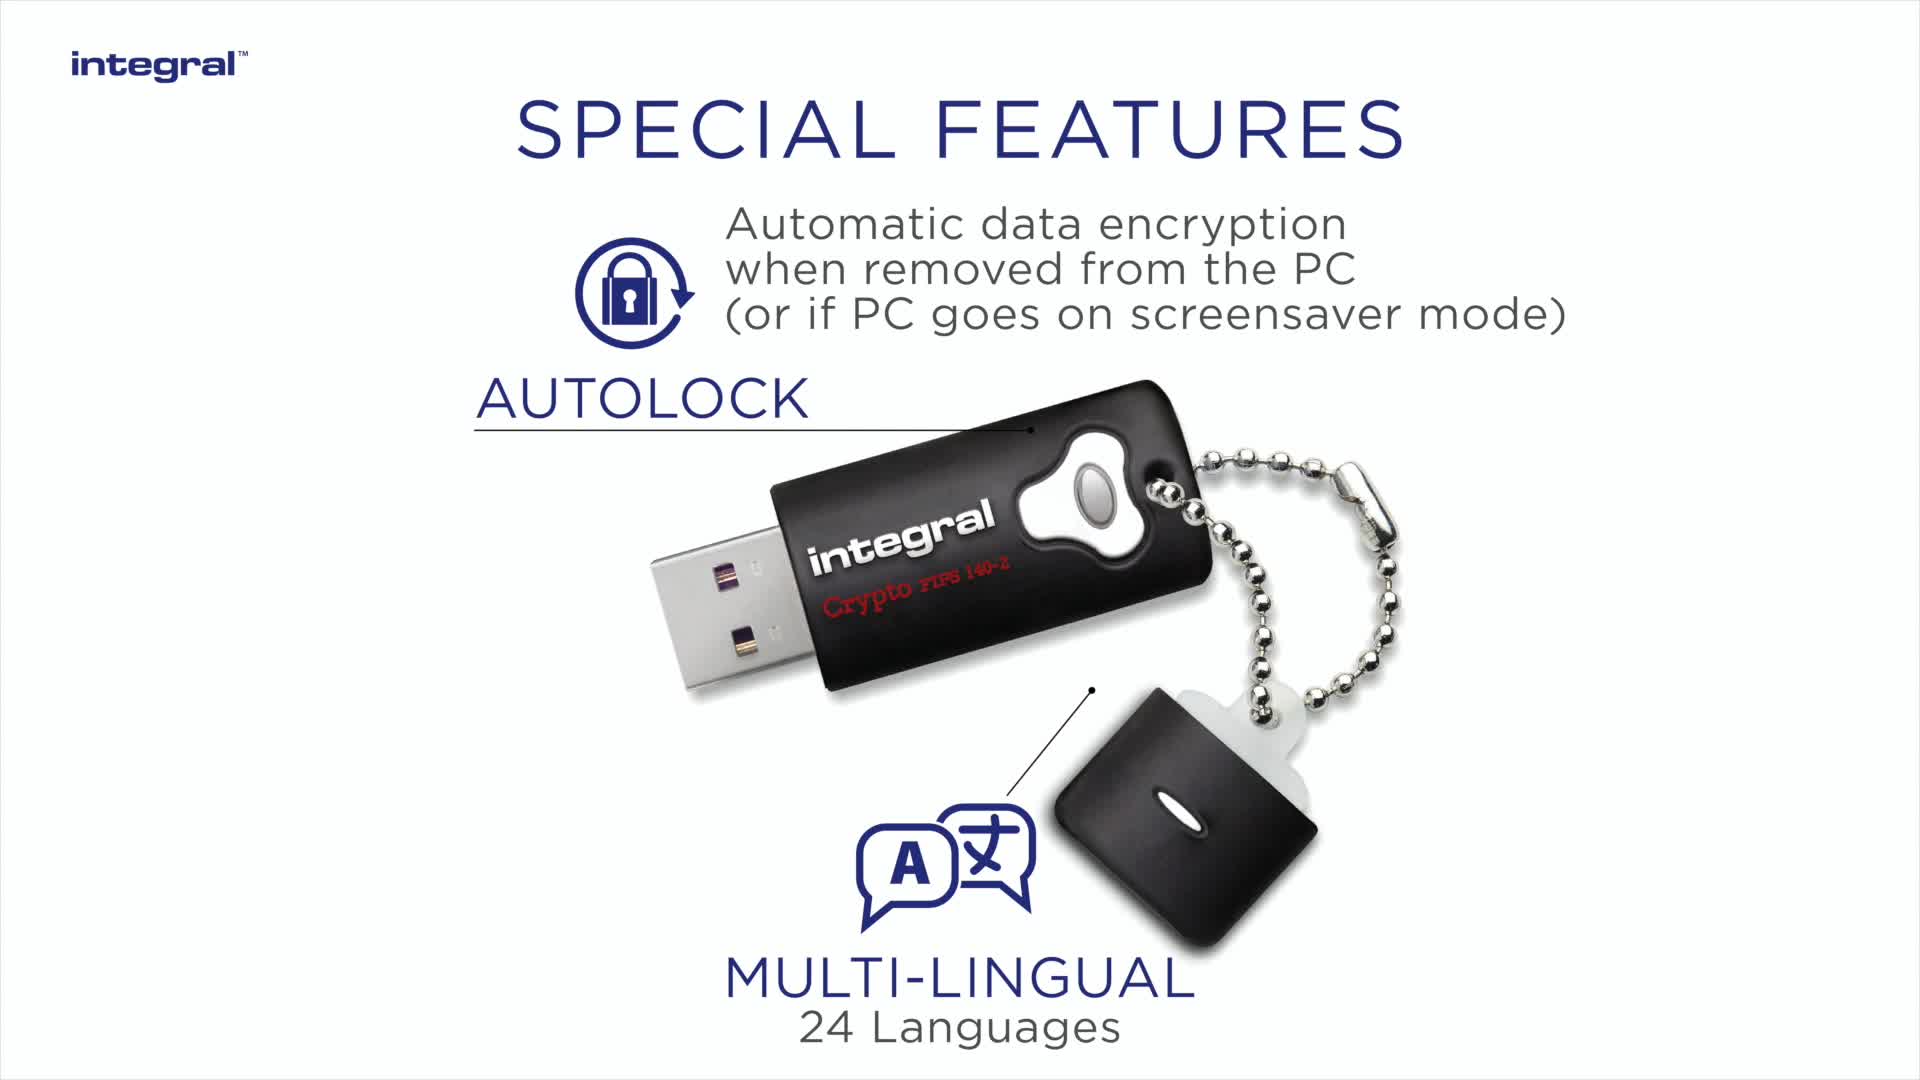 integral™
SPECIAL FEATURES
Automatic data encryption
when removed from the PC
(or if PC goes on screensaver mode)
AUTOLOCK
integral
Crypto FIPS 140-2
A
MULTI-LINGUAL
24 Languages